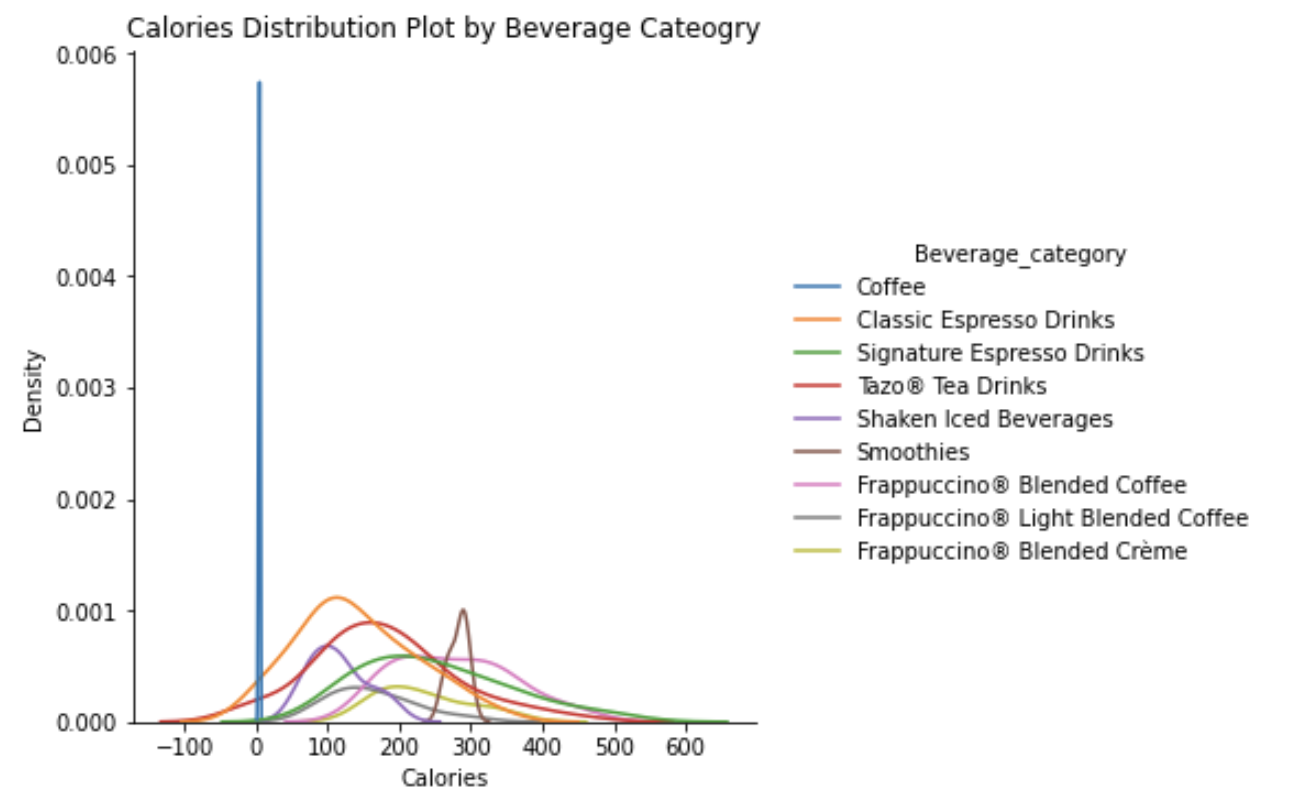 Calories Distribution Plot by Beverage Cateogry
0.006
0.005
0.004
0.003
0.002
0.001
0.000
Density
−100 0 100 200 300 400 500 600
Calories
Beverage_category
Coffee
Classic Espresso Drinks
Signature Espresso Drinks
Tazo® Tea Drinks
Shaken Iced Beverages
Smoothies
Frappuccino® Blended Coffee
Frappuccino® Light Blended Coffee
Frappuccino® Blended Crème